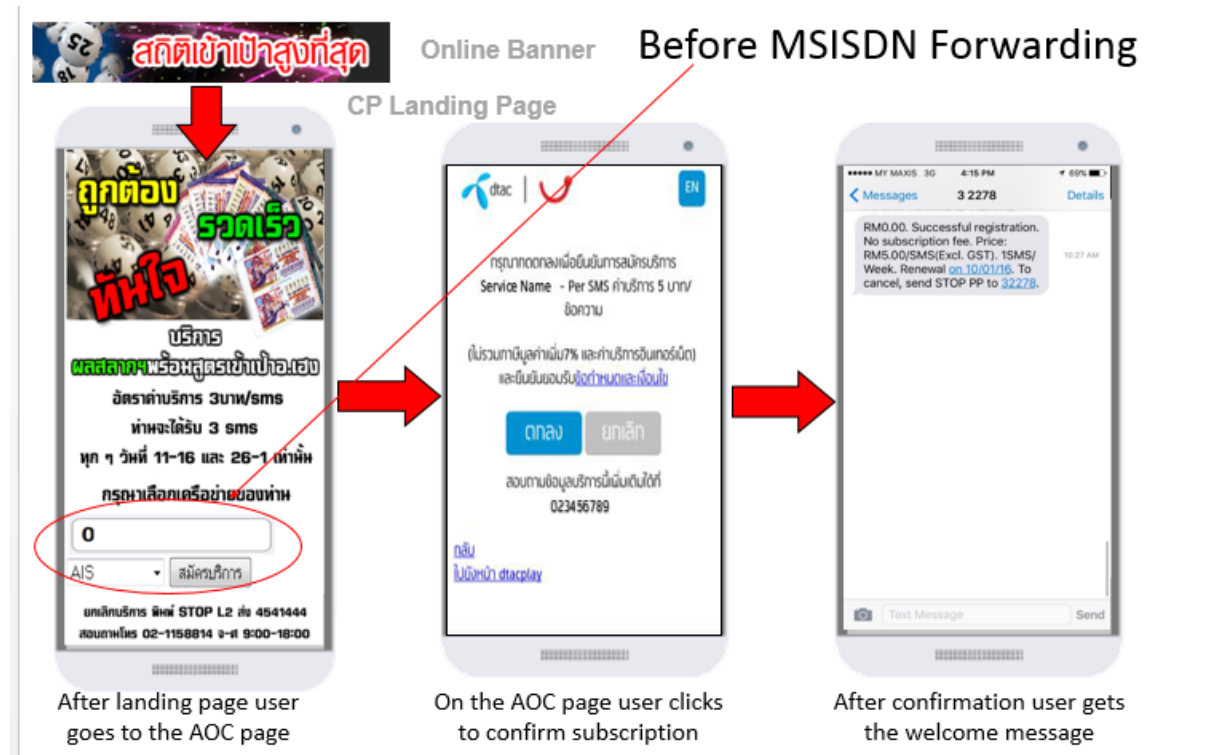 สถิติเข้าเป้าสูงที่สุด
Online Banner
Before MSISDN Forwarding
CP Landing Page
ถูกต้อง
รวดเร็ว
ทันใจ
บริการ
ผลสลากฯพร้อมสูตรเข้าเป้าอ.เฮง
อัตราค่าบริการ 3บาท/sms
ท่านจะได้รับ 3 sms
ทุก ๆ วันที่ 11-16 และ 26-1 เท่านั้น
กรุณาเลือกเครือข่ายของท่าน
0
AIS
สมัครบริการ
ยกเลิกบริการ พิมพ์ STOP L2 ส่ง 4541444
สอบถามโทร 02-1158814 จ-ศ 9:00-18:00
After landing page user
goes to the AOC page
dtac
EN
กรุณากดตกลงเพื่อยืนยันการสมัครบริการ
Service Name - Per SMS ค่าบริการ 5 บาท/
ข้อความ
(ไม่รวมภาษีมูลค่าเพิ่ม7% และค่าบริการอินเทอร์เน็ต)
และยืนยันยอมรับข้อกำหนดและเงื่อนไข
ตกลง
ยกเลิก
สอบถามข้อมูลบริการนี้เพิ่มเติมได้ที่
023456789
กลับ
ไปยังหน้า dtacplay
On the AOC page user clicks
to confirm subscription
MY MAXIS 3G 4:15 PM 69%
Messages 3 2278 Details
RM0.00. Successful registration.
No subscription fee. Price:
RM5.00/SMS(Excl. GST). 1SMS/
Week. Renewal on 10/01/16. To
cancel, send STOP PP to 32278.
10:27 AM
Text Message
Send
After confirmation user gets
the welcome message